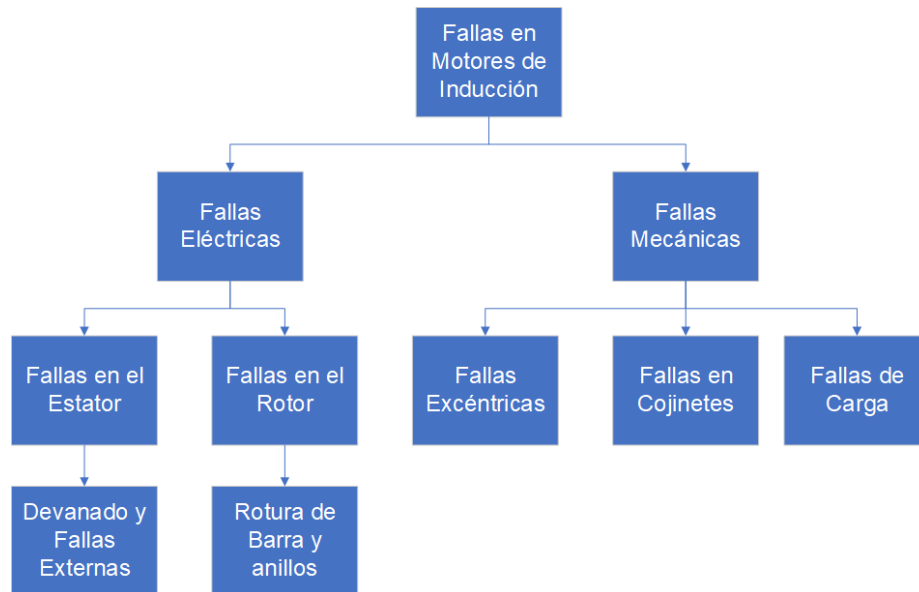 Fallas en
Motores de
Inducción
Fallas
Eléctricas
Fallas
Mecánicas
Fallas en el
Estator
Fallas en el
Rotor
Fallas
Excéntricas
Fallas en
Cojinetes
Fallas de
Carga
Devanado y
Fallas
Externas
Rotura de
Barra y
anillos